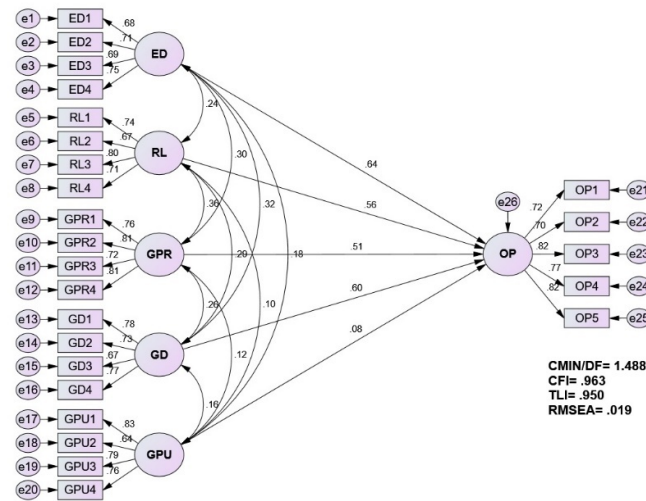 e1 ED1 .68
e2 ED2 .71
e3 ED3 .69
e4 ED4 .75
ED
.24
e5 RL1 .74
e6 RL2 .67
e7 RL3 .80
e8 RL4 .71
RL
.30
.64
.32
.56
.36
.18
.29
e9 GPR1 .76
e10 GPR2 .81
e11 GPR3 .72
e12 GPR4 .81
GPR
.51
.10
.26
.60
.12
.08
e13 GD1 .78
e14 GD2 .73
e15 GD3 .67
e16 GD4 .77
GD
.16
e17 GPU1 .83
e18 GPU2 .64
e19 GPU3 .79
e20 GPU4 .76
GPU
e26
OP
.72 OP1 e21
.70 OP2 e22
.82 OP3 e23
.77 OP4 e24
.82 OP5 e25
CMIN/DF= 1.488
CFI= .963
TLI= .950
RMSEA= .019